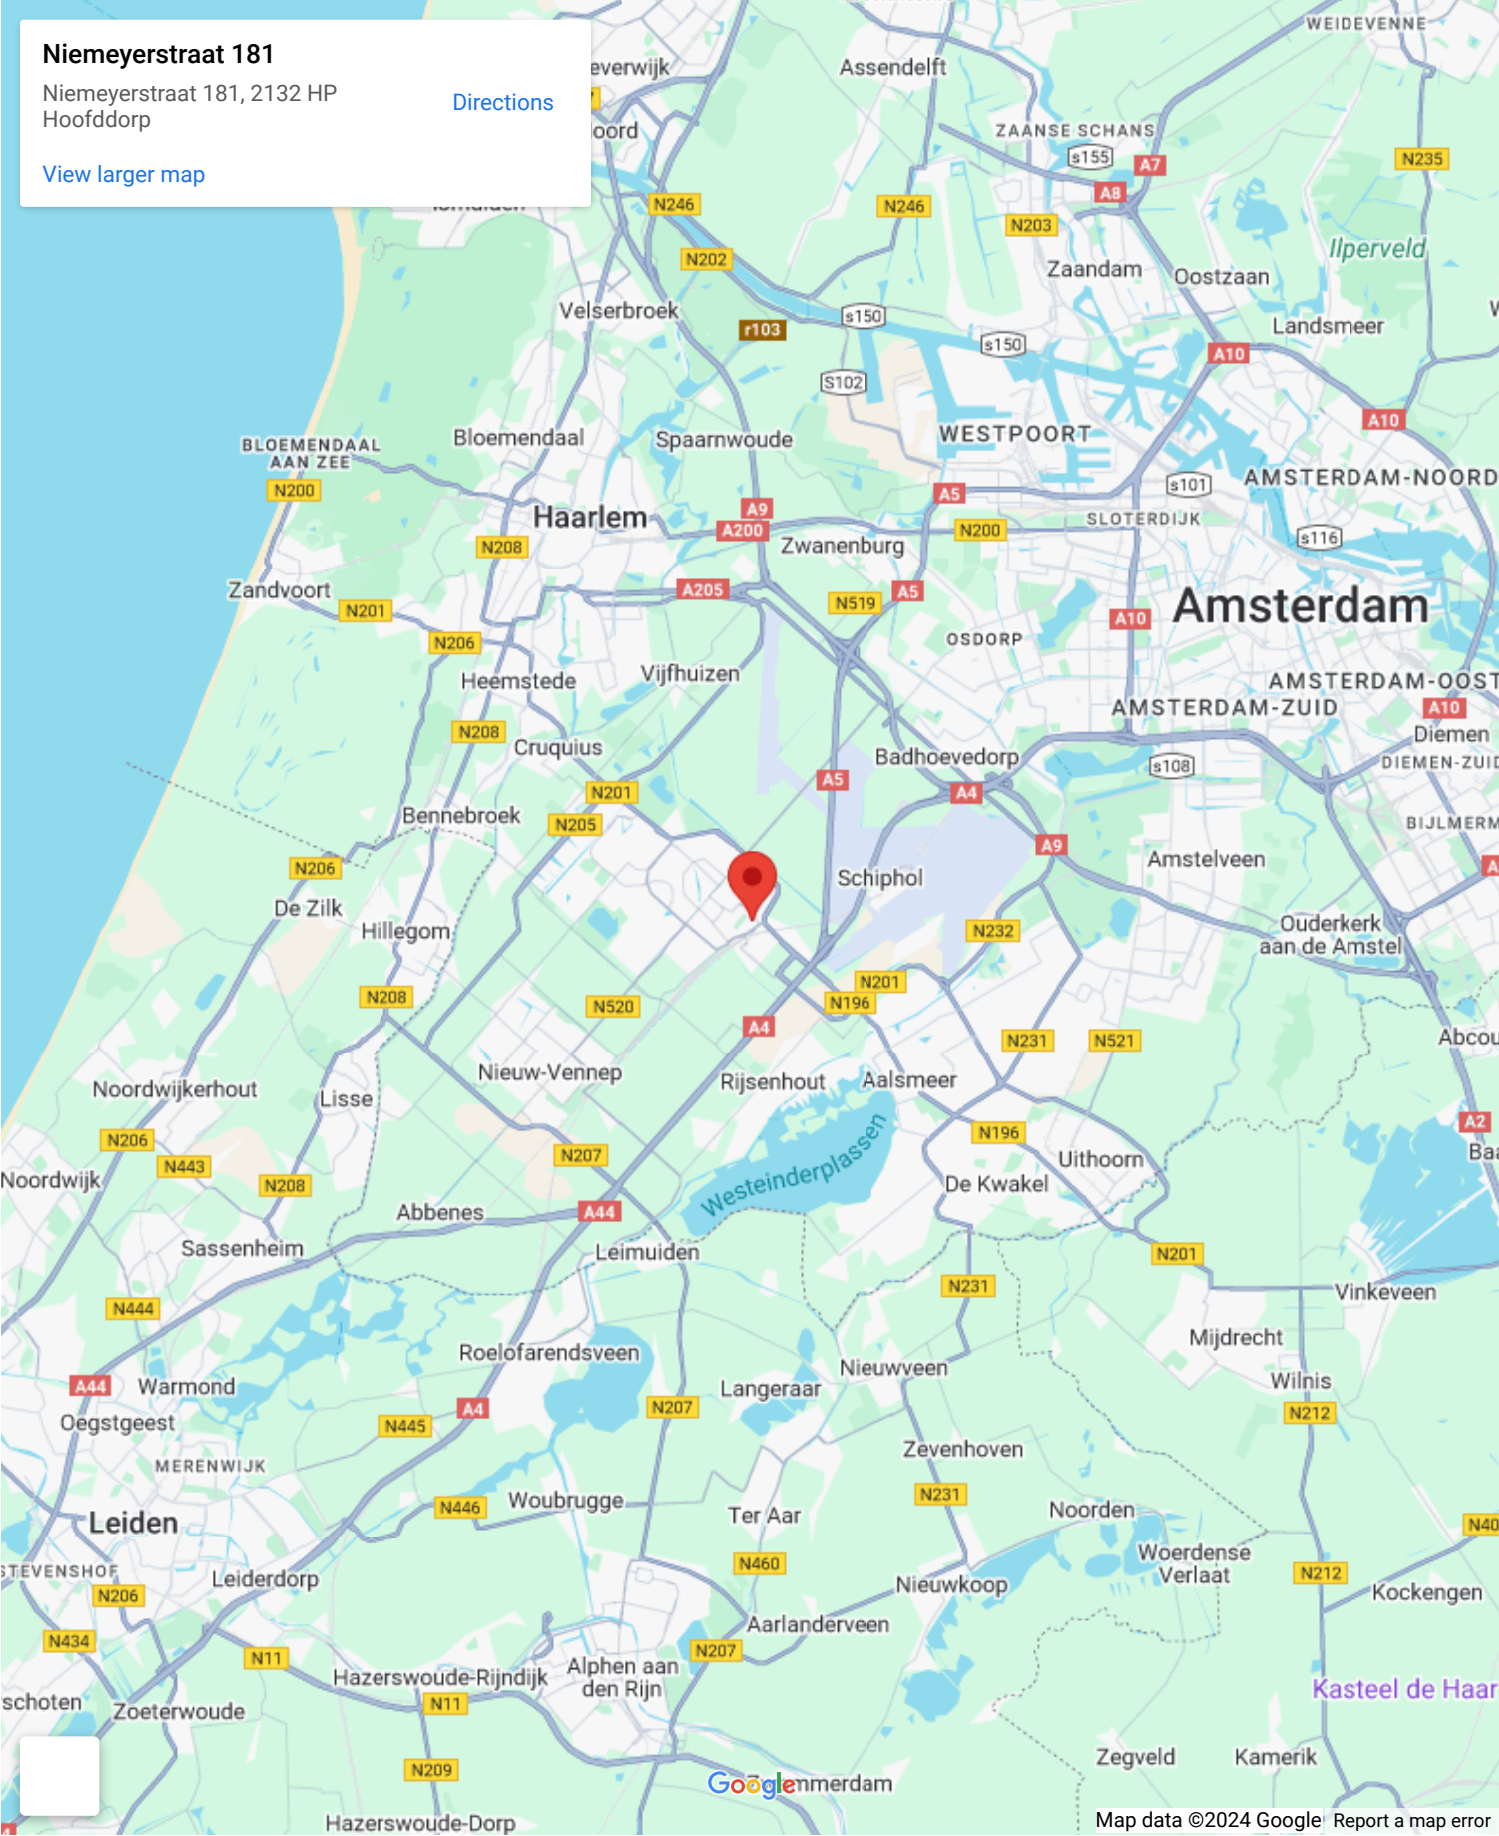 Niemeyerstraat 181
Niemeyerstraat 181, 2132 HP
Hoofddorp
Directions
View larger map
WEIDEVENNE
Assendelft
everwijk
oord
ZAANSE SCHANS
s155
A7
N235
A8
N246
N246
N203
N202
Ilperveld
Zaandam
Oostzaan
Velserbroek
r103
s150
s150
Landsmeer
A10
S102
A10
BLOEMENDAAL
AAN ZEE
Bloemendaal
Spaarnwoude
WESTPOORT
N200
A5
s101
AMSTERDAM-NOORD
Haarlem
A9
A200
N200
SLOTERDIJK
s116
N208
Zwanenburg
Zandvoort
N201
A205
N519
A5
A10
Amsterdam
N206
OSDORP
Heemstede
Vijfhuizen
AMSTERDAM-OOST
AMSTERDAM-ZUID
A10
N208
Cruquius
Badhoevedorp
Diemen
s108
DIEMEN-ZUID
N201
A5
A4
Bennebroek
N205
BIJLMERM
A9
N206
Schiphol
Amstelveen
A
De Zilk
Hillegom
N232
Ouderkerk
aan de Amstel
N208
N520
N201
N196
A4
N231
N521
Abcou
Nieuw-Vennep
Rijsenhout
Aalsmeer
Noordwijkerhout
Lisse
A2
N206
N443
N207
Westeinderplassen
N196
Uithoorn
Baa
Noordwijk
N208
De Kwakel
Abbenes
A44
Sassenheim
Leimuiden
N201
N444
N231
Vinkeveen
Mijdrecht
Roelofarendsveen
Nieuwveen
A44
Warmond
Langeraar
Wilnis
Oegstgeest
A4
N445
N207
N212
MERENWIJK
Zevenhoven
N446
Woubrugge
N231
Noorden
Leiden
Ter Aar
N40
STEVENSHOF
N460
Woerdense
Verlaat
N206
Leiderdorp
Nieuwkoop
N212
Kockengen
N434
N11
Aarlanderveen
N207
Hazerswoude-Rijndijk
Alphen aan
den Rijn
Kasteel de Haar
schoten
Zoeterwoude
N11
N209
Zegveld
Kamerik
Google
mmerdam
Hazerswoude-Dorp
Map data ©2024 Google
Report a map error